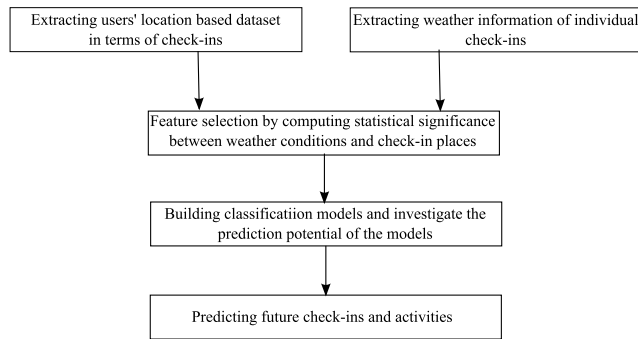 Extracting users' location based dataset
in terms of check-ins
Extracting weather information of individual
check-ins
Feature selection by computing statistical significance
between weather conditions and check-in places
Building classificatiion models and investigate the
prediction potential of the models
Predicting future check-ins and activities